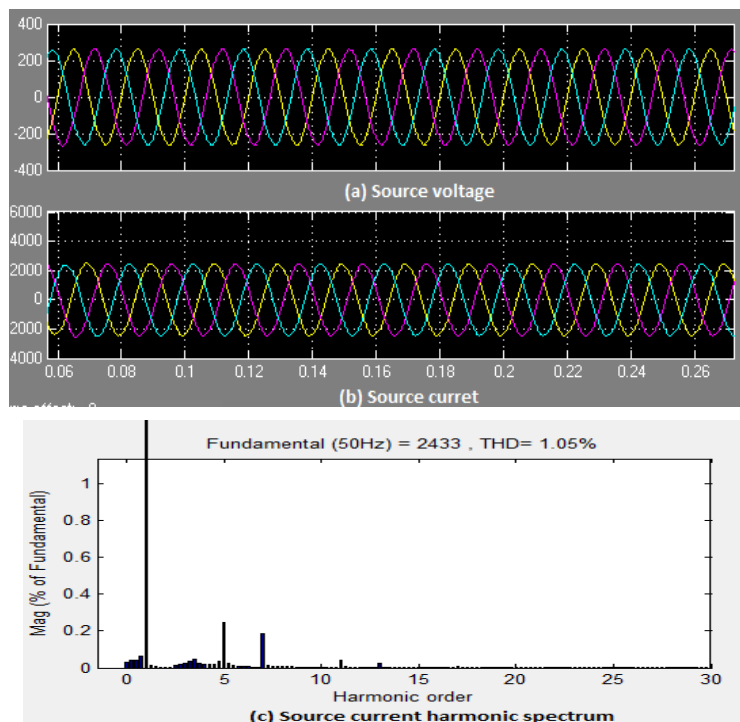 400
200
0
-200
-400
(a) Source voltage
6000
4000
2000
0
2000
4000
0.06 0.08 0.1 0.12 0.14 0.16 0.18 0.2 0.22 0.24 0.26
(b) Source curret
Fundamental (50Hz) = 2433 , THD= 1.05%
Mag (% of Fundamental)
1
0.8
0.6
0.4
0.2
0
0 5 10 15 20 25 30
Harmonic order
(c) Source current harmonic spectrum